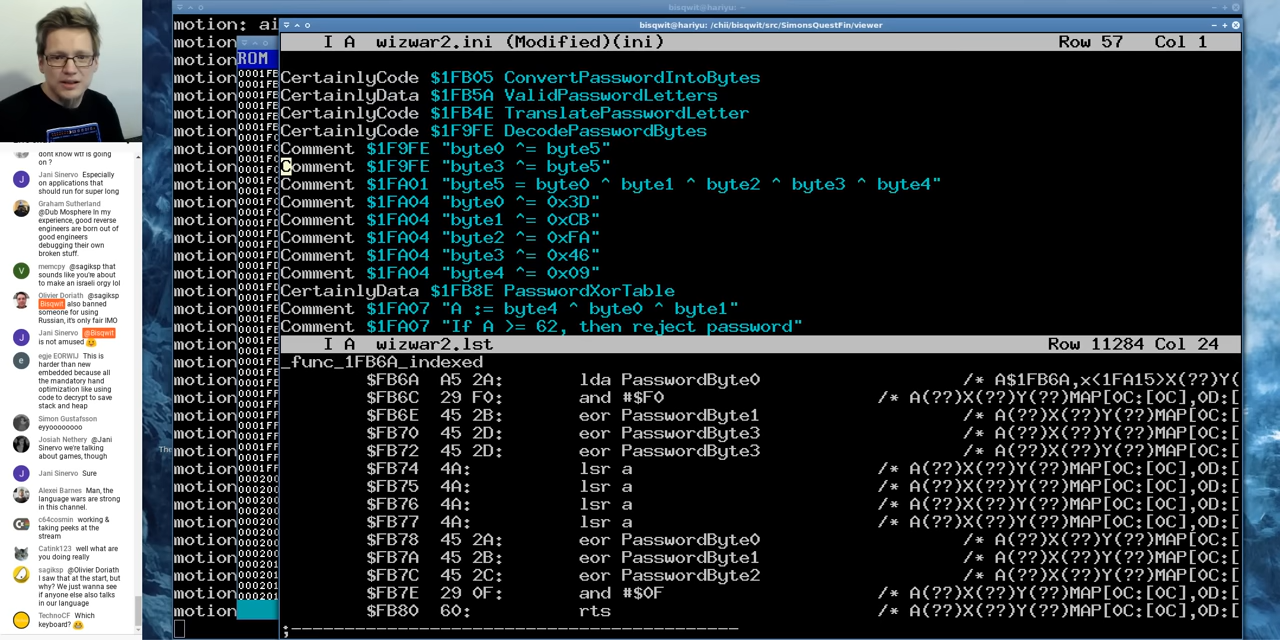 bisqwit@hariyu:
bisqwit@hariyu: /chii/bisqwit/src/SimonsQuestFin/viewer
motion: ai
motion
ROM
I A wizwar2.ini (Modified)(ini) Row 57 Col 1
CertainlyCode $1FB05 ConvertPasswordIntoBytes
CertainlyData $1FB5A ValidPasswordLetters
CertainlyCode $1FB4E TranslatePasswordLetter
CertainlyCode $1F9FE DecodePasswordBytes
Comment $1F9FE "byte0 ^= byte5"
Comment $1F9FE "byte3 ^= byte5"
Comment $1FA01 "byte5 = byte0 ^ byte1 ^ byte2 ^ byte3 ^ byte4"
Comment $1FA04 "byte0 ^= 0x3D"
Comment $1FA04 "byte1 ^= 0xCB"
Comment $1FA04 "byte2 ^= 0xFA"
Comment $1FA04 "byte3 ^= 0x46"
Comment $1FA04 "byte4 ^= 0x09"
CertainlyData $1FB8E PasswordXorTable
Comment $1FA07 "A := byte4 ^ byte0 ^ byte1"
Comment $1FA07 "If A >= 62, then reject password"
I A wizwar2.lst Row 11284 Col 24
_func_1FB6A_indexed
$FB6A A5 2A: lda PasswordByte0 /* A$1FB6A,x<1FA15>X(??)Y(
$FB6C 29 F0: and #$F0 /* A(??)X(??)Y(??)MAP[0C:[0C],0D:[
$FB6E 45 2B: eor PasswordByte1 /* A(??)X(??)Y(??)MAP[0C:[0C],0D:[
$FB70 45 2D: eor PasswordByte3 /* A(??)X(??)Y(??)MAP[0C:[0C],0D:[
$FB72 45 2D: eor PasswordByte3 /* A(??)X(??)Y(??)MAP[0C:[0C],0D:[
$FB74 4A: lsr a /* A(??)X(??)Y(??)MAP[0C:[0C],0D:[
$FB75 4A: lsr a /* A(??)X(??)Y(??)MAP[0C:[0C],0D:[
$FB76 4A: lsr a /* A(??)X(??)Y(??)MAP[0C:[0C],0D:[
$FB77 4A: lsr a /* A(??)X(??)Y(??)MAP[0C:[0C],0D:[
$FB78 45 2A: eor PasswordByte0 /* A(??)X(??)Y(??)MAP[0C:[0C],0D:[
$FB7A 45 2B: eor PasswordByte1 /* A(??)X(??)Y(??)MAP[0C:[0C],0D:[
$FB7C 45 2C: eor PasswordByte2 /* A(??)X(??)Y(??)MAP[0C:[0C],0D:[
$FB7E 29 0F: and #$0F /* A(??)X(??)Y(??)MAP[0C:[0C],0D:[
$FB80 60: rts /* A(??)X(??)Y(??)MAP[0C:[0C],0D:[
;-------------------------------------------
dont know wtf is going
on ?
Jani Sinervo Especially
on applications that
should run for super long
Graham Sutherland
@Dub Mosphere In my
experience, good reverse
engineers are born out of
good engineers
debugging their own
broken stuff.
memcpy @sagiksp that
sounds like you're about to
make an israeli orgy lol
Olivier Doriath @sagiksp
Bisqwit also banned
someone for using
Russian, it's only fair IMO
Jani Sinervo @Bisqwit
is not amused
egje EORWIJ This is
harder than new
embedded because all
the mandatory hand
optimization like using
code to decrypt to save
stack and heap
Simon Gustafsson
eyyoooooooo
Josiah Nethery @Jani
Sinervo we're talking
about games, though
Jani Sinervo Sure
Alexei Barnes Man, the
language wars are strong
in this channel.
c64cosmin working &
taking peeks at the
stream
Catink123 well what are
you doing really
sagiksp @Olivier Doriath
I saw that at the start, but
why? We just wanna see
if anyone else also talks
in our language
TechnoCF Which
keyboard?